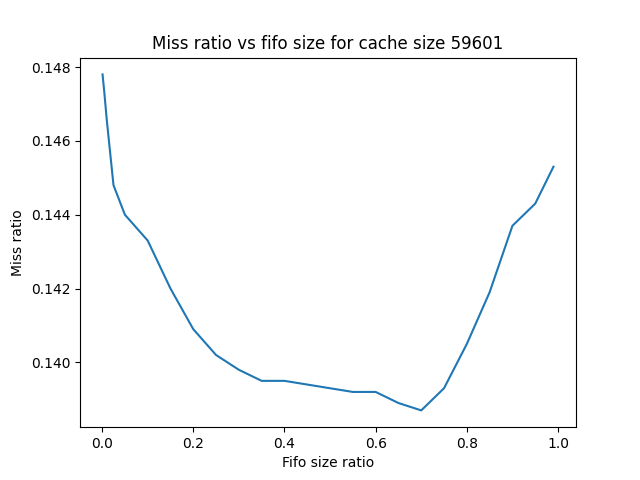 Miss ratio vs fifo size for cache size 59601
0.148
0.146
0.144
0.142
0.140
Miss ratio
0.0 0.2 0.4 0.6 0.8 1.0
Fifo size ratio